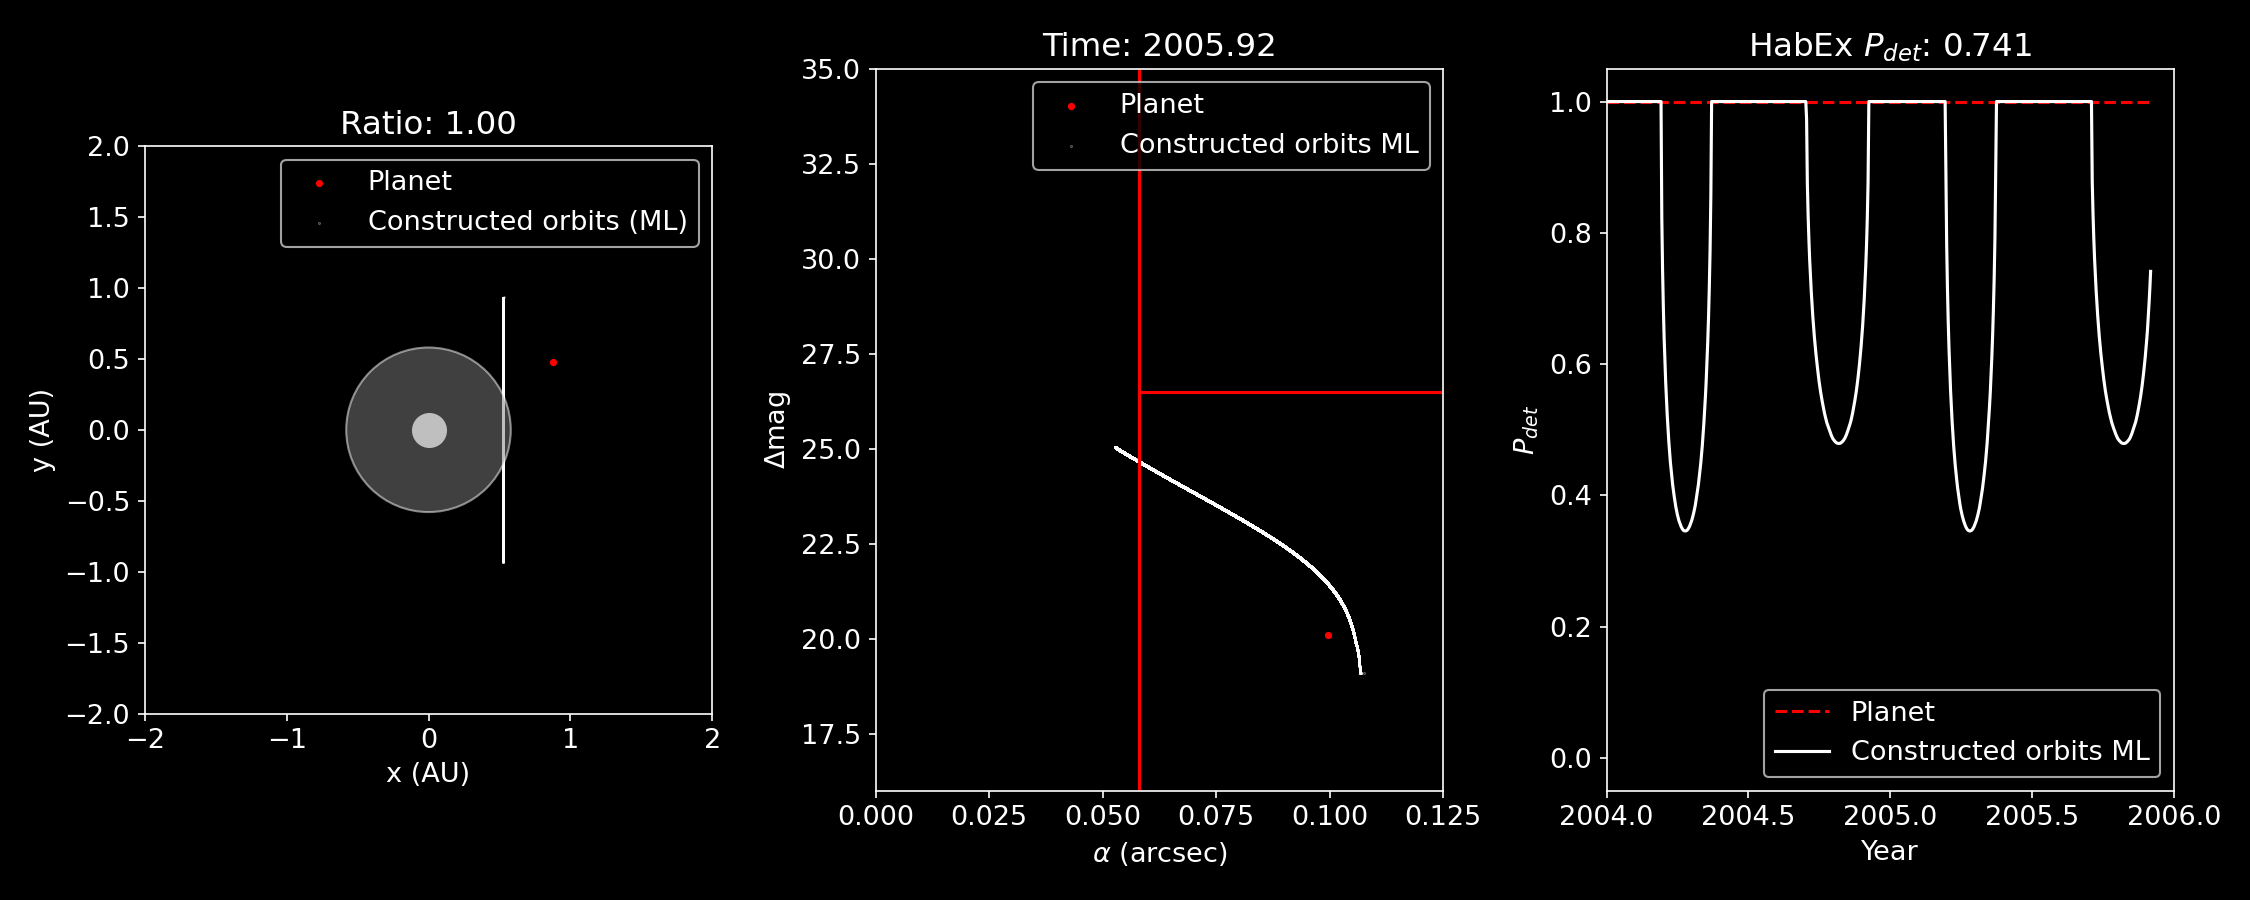 Ratio: 1.00
2.0
1.5
1.0
0.5
0.0
−0.5
−1.0
−1.5
−2.0
−2 −1 0 1 2
x (AU)
y (AU)
Planet
Constructed orbits (ML)
Time: 2005.92
35.0
32.5
30.0
27.5
25.0
22.5
20.0
17.5
0.000 0.025 0.050 0.075 0.100 0.125
α (arcsec)
Δmag
Planet
Constructed orbits ML
HabEx P_det: 0.741
1.0
0.8
0.6
0.4
0.2
0.0
2004.0 2004.5 2005.0 2005.5 2006.0
Year
P_det
Planet
Constructed orbits ML